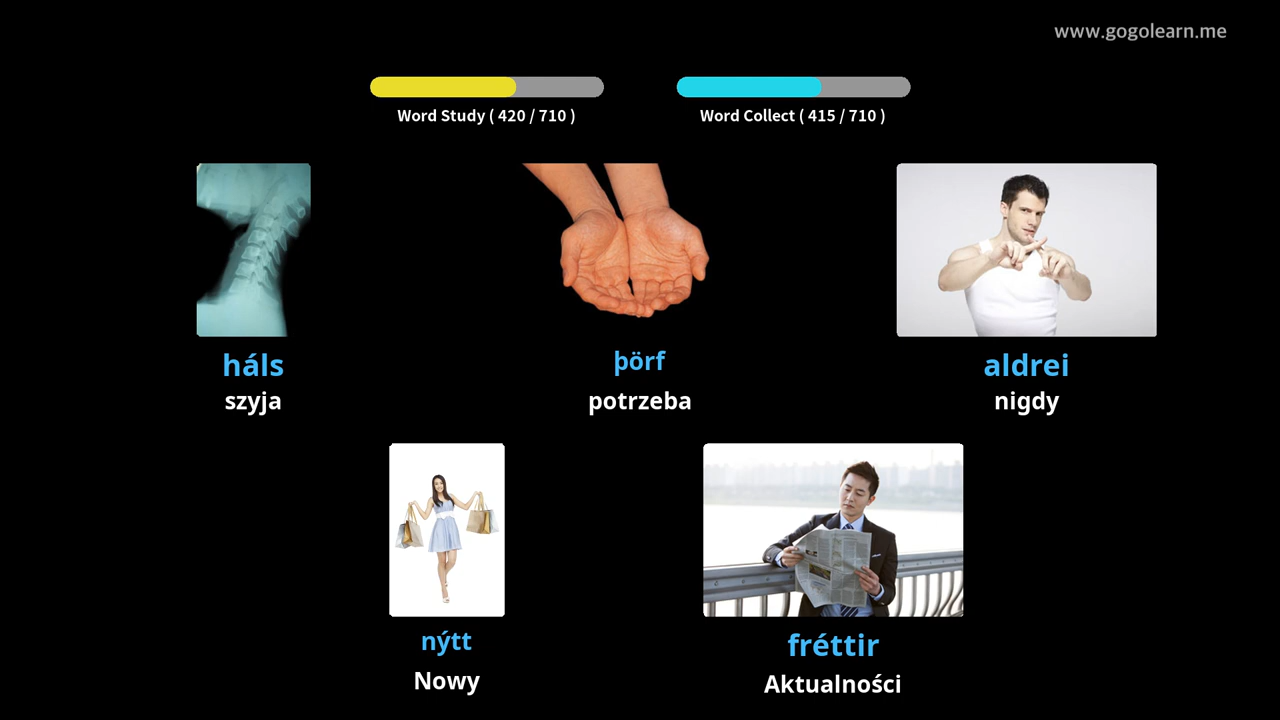 www.gogolearn.me
Word Study ( 420 / 710 )
Word Collect ( 415 / 710 )
háls
szyja
þörf
potrzeba
aldrei
nigdy
nýtt
Nowy
fréttir
Aktualności